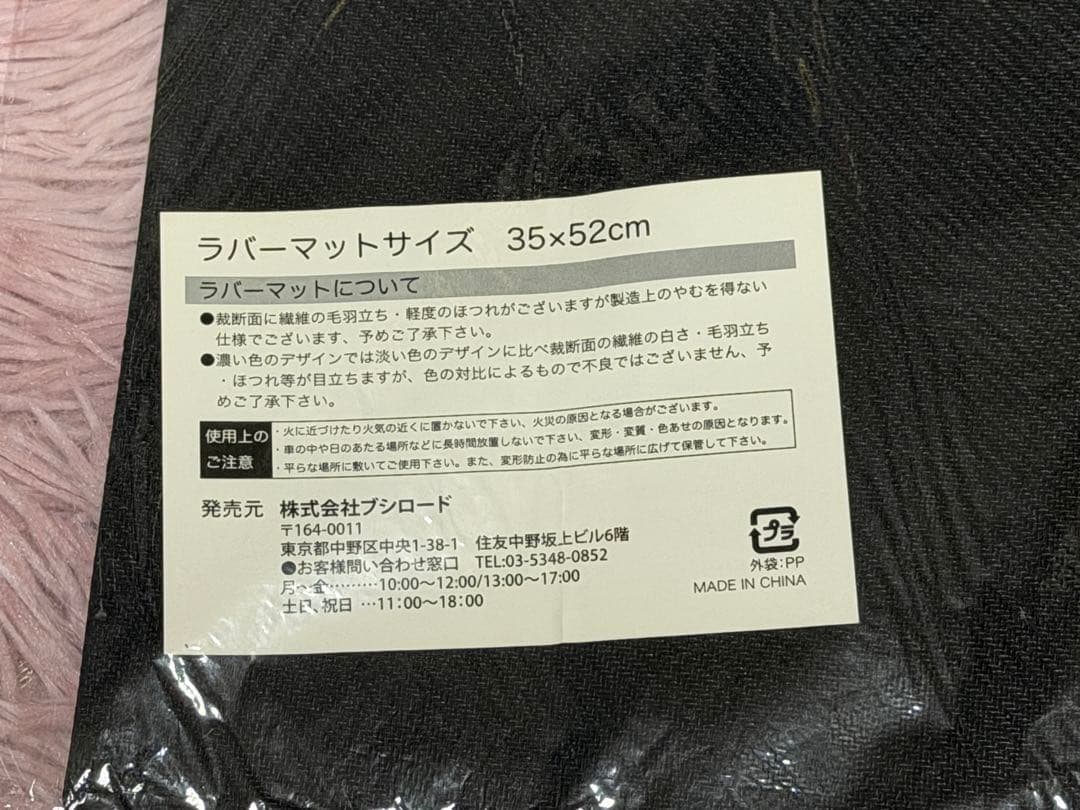 ラバーマットサイズ　35×52cm
ラバーマットについて
●裁断面に繊維の毛羽立ち・軽度のほつれがございますが製造上のやむを得ない
仕様でございます、予めご了承下さい。
●濃い色のデザインでは淡い色のデザインに比べ裁断面の繊維の白さ・毛羽立ち
・ほつれ等が目立ちますが、色の対比によるもので不良ではございません、予
めご了承下さい。
使用上の
ご注意
・火に近づけたり火気の近くに置かないで下さい、火災の原因となる場合がございます。
・車の中や日のあたる場所などに長時間放置しないで下さい、変形・変質・色あせの原因となります。
・平らな場所に敷いてご使用下さい。また、変形防止の為に平らな場所に広げて保管して下さい。
発売元　株式会社ブシロード
〒164-0011
東京都中野区中央1-38-1　住友中野坂上ビル6階
●お客様問い合わせ窓口　TEL:03-5348-0852
月～金………10:00～12:00/13:00～17:00
土日、祝日 …11:00～18:00
プラ
外袋:PP
MADE IN CHINA